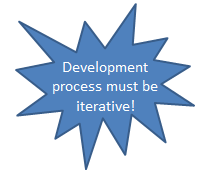 Development
process must be
iterative!